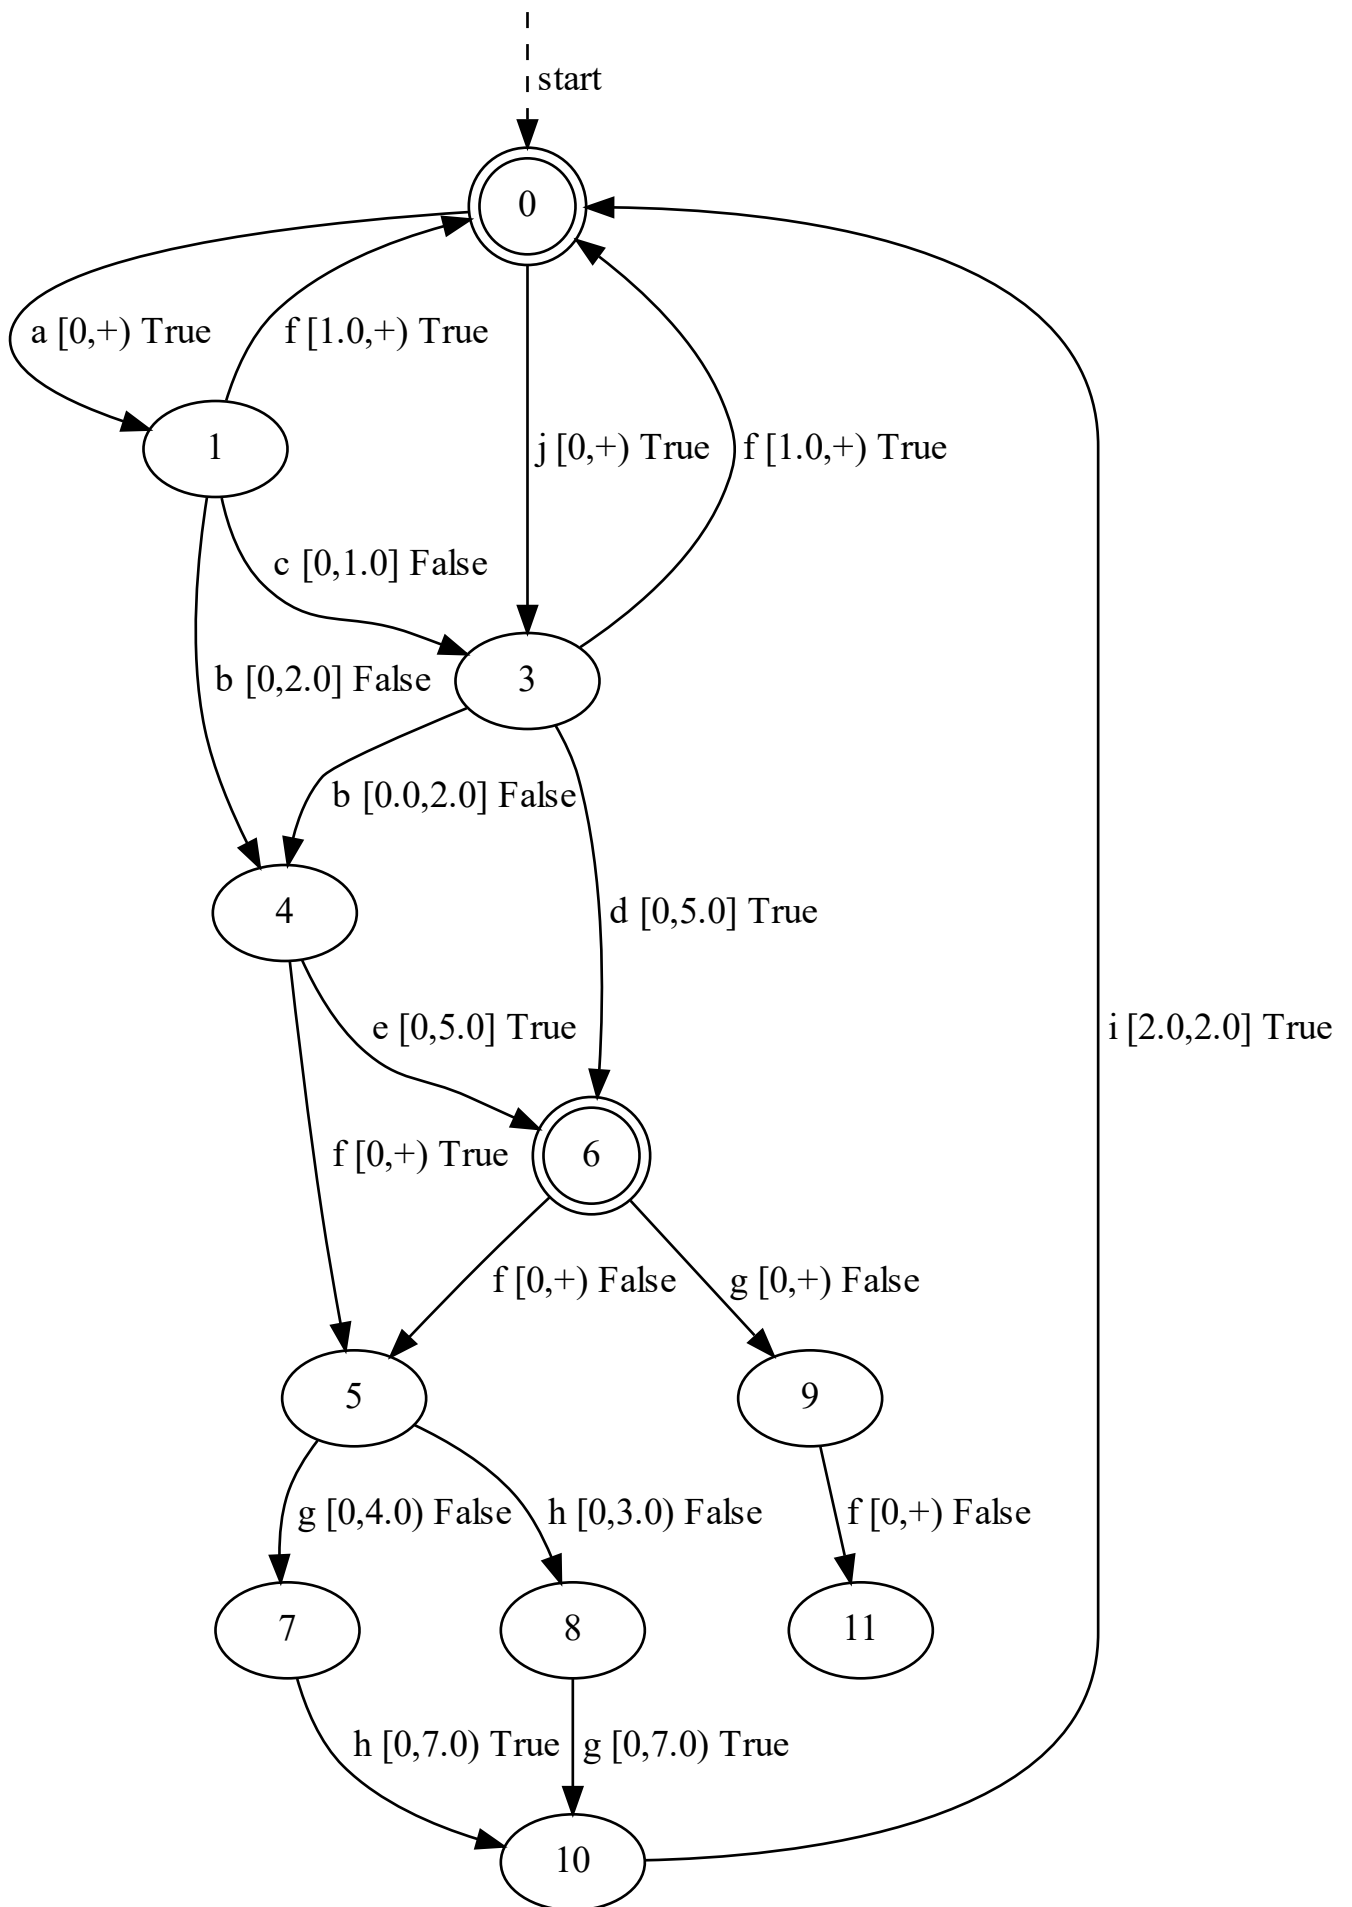 start
0
a [0,+) True
f [1.0,+) True
1
j [0,+) True
f [1.0,+) True
c [0,1.0] False
b [0,2.0] False
3
b [0.0,2.0] False
4
d [0,5.0] True
e [0,5.0] True
i [2.0,2.0] True
f [0,+) True
6
f [0,+) False
g [0,+) False
5
9
g [0,4.0) False
h [0,3.0) False
f [0,+) False
7
8
11
h [0,7.0) True
g [0,7.0) True
10